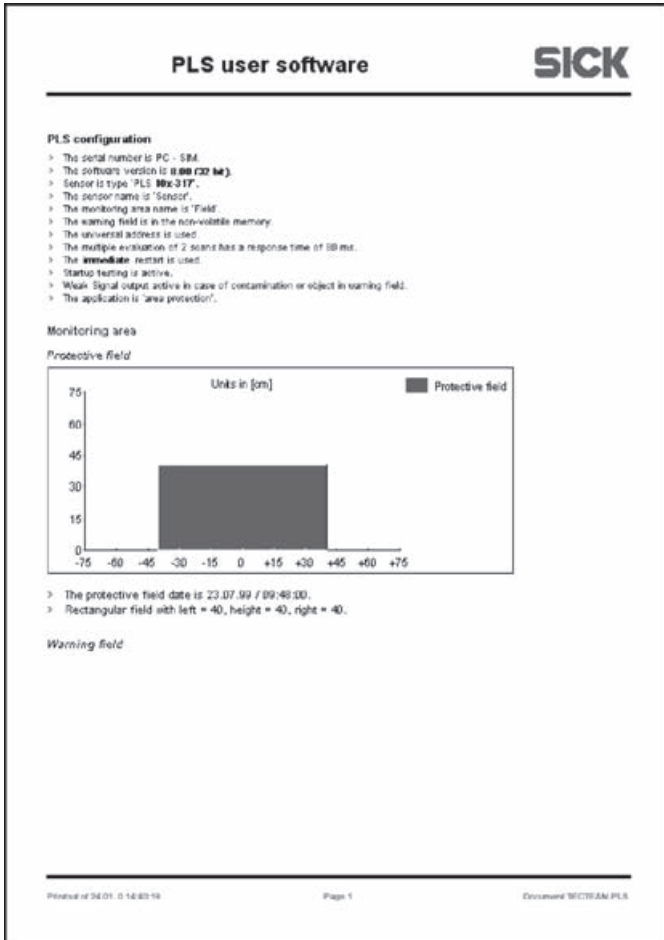 PLS user software
SICK
PLS configuration
> The serial number is PC - SIM.
> The software version is 8.00 (32 bit).
> Sensor is type 'PLS 10x-317'.
> The sensor name is 'Sensor'.
> The monitoring area name is 'Field'.
> The warning field is in the non-volatile memory.
> The universal address is used.
> The multiple evaluation of 2 scans has a response time of 80 ms.
> The immediate restart is used.
> Startup testing is active.
> Weak Signal output active in case of contamination or object in warning field.
> The application is 'area protection'.
Monitoring area
Protective field
Units in [cm]
Protective field
75
60
45
30
15
0
-75 -60 -45 -30 -15 0 +15 +30 +45 +60 +75
> The protective field date is 23.07.99 / 09:48:00.
> Rectangular field with left = 40, height = 40, right = 40.
Warning field
Printout of 24.01. 0
Page 1
Document